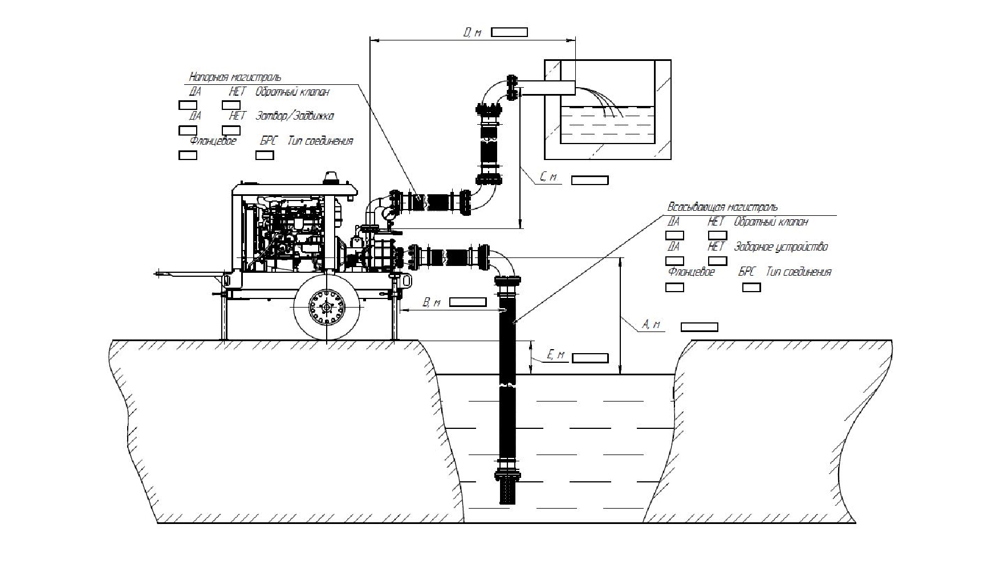 D, м
Напорная магистраль
ДА НЕТ Обратный клапан
ДА НЕТ Затвор/Задвижка
Фланцевое БРС Тип соединения
C, м
Всасывающая магистраль
ДА НЕТ Обратный клапан
ДА НЕТ Заборное устройство
Фланцевое БРС Тип соединения
B, м
A, м
E, м